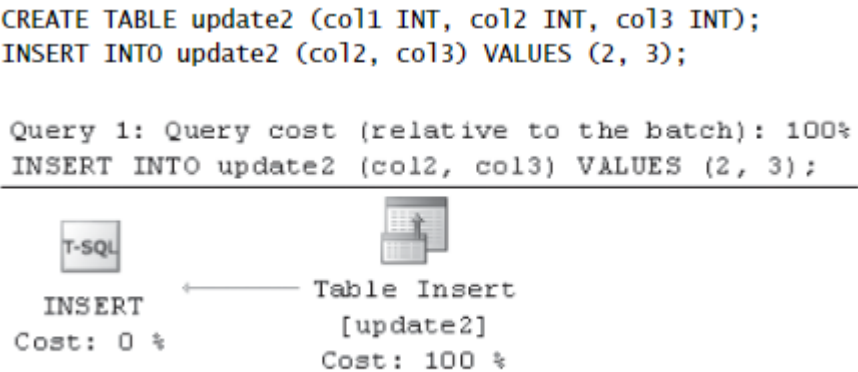 CREATE TABLE update2 (col1 INT, col2 INT, col3 INT);
INSERT INTO update2 (col2, col3) VALUES (2, 3);
Query 1: Query cost (relative to the batch): 100%
INSERT INTO update2 (col2, col3) VALUES (2, 3);
T-SQL
INSERT
Cost: 0 %
Table Insert
[update2]
Cost: 100 %